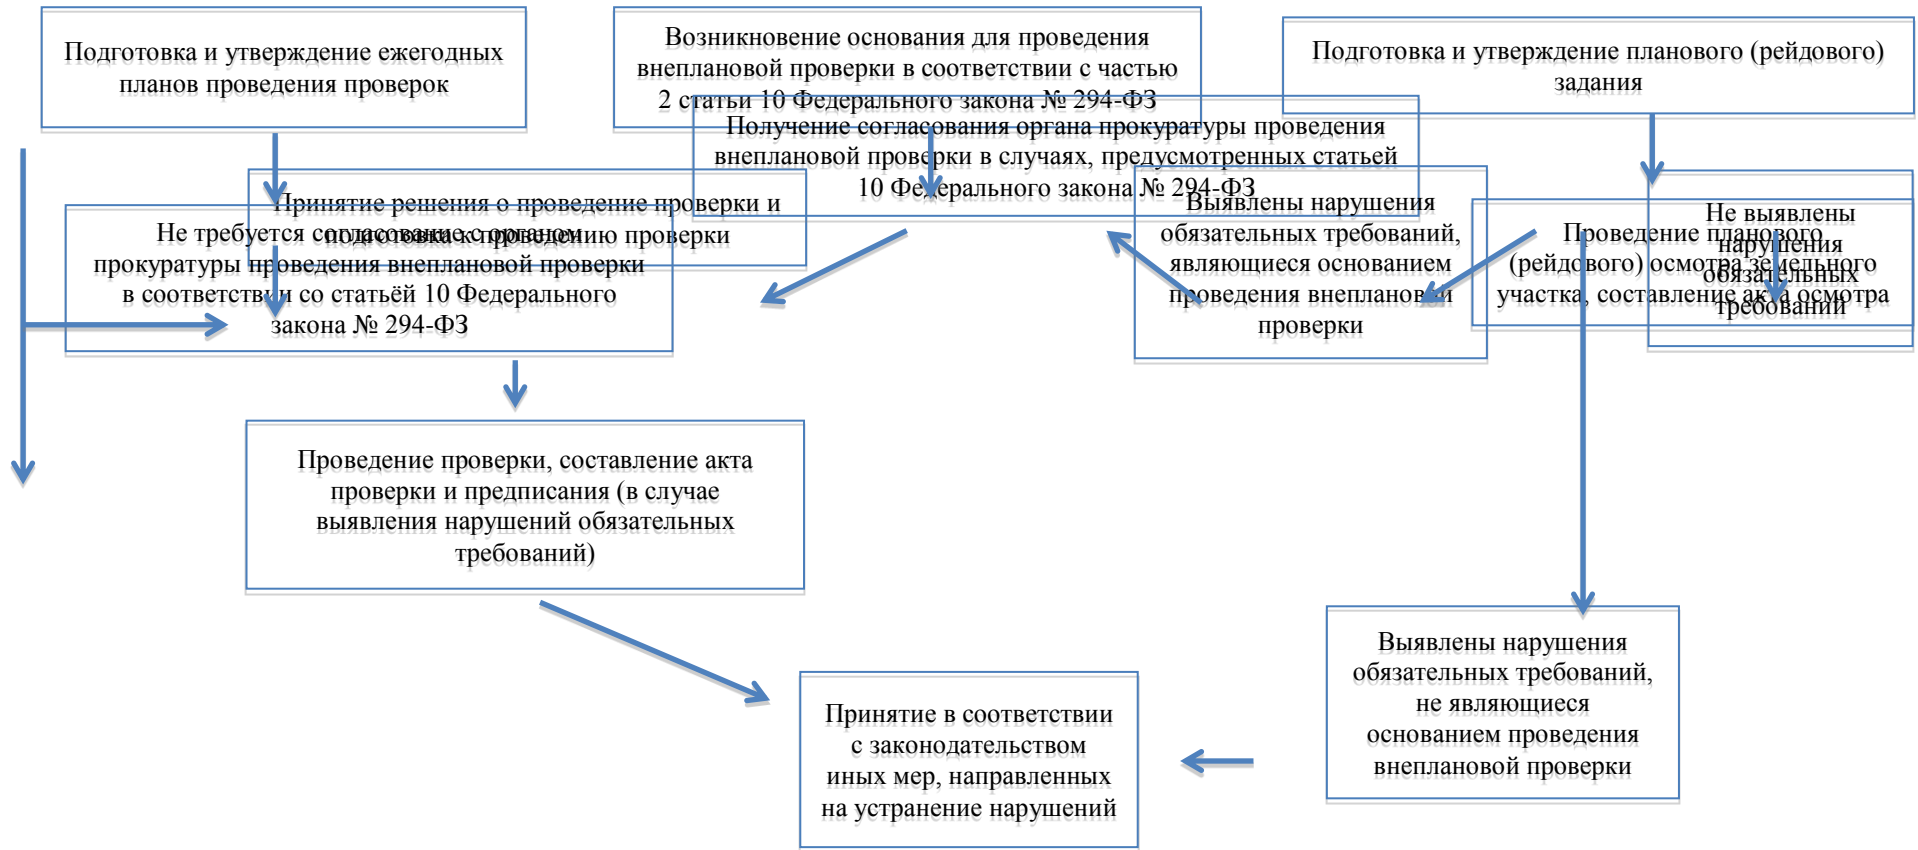 Подготовка и утверждение ежегодных
планов проведения проверок
Возникновение основания для проведения
внеплановой проверки в соответствии с частью
2 статьи 10 Федерального закона № 294-ФЗ
Подготовка и утверждение планового (рейдового)
задания
Получение согласования органа прокуратуры проведения
внеплановой проверки в случаях, предусмотренных статьей
10 Федерального закона № 294-ФЗ
Принятие решения о проведение проверки и
подготовка к проведению проверки
Не требуется согласование с органом
прокуратуры проведения внеплановой проверки
в соответствии со статьёй 10 Федерального
закона № 294-ФЗ
Выявлены нарушения
обязательных требований,
являющиеся основанием
проведения внеплановой
проверки
Проведение планового
(рейдового) осмотра земельного
участка, составление акта осмотра
Не выявлены
нарушения
обязательных
требований
Проведение проверки, составление акта
проверки и предписания (в случае
выявления нарушений обязательных
требований)
Выявлены нарушения
обязательных требований,
не являющиеся
основанием проведения
внеплановой проверки
Принятие в соответствии
с законодательством
иных мер, направленных
на устранение нарушений